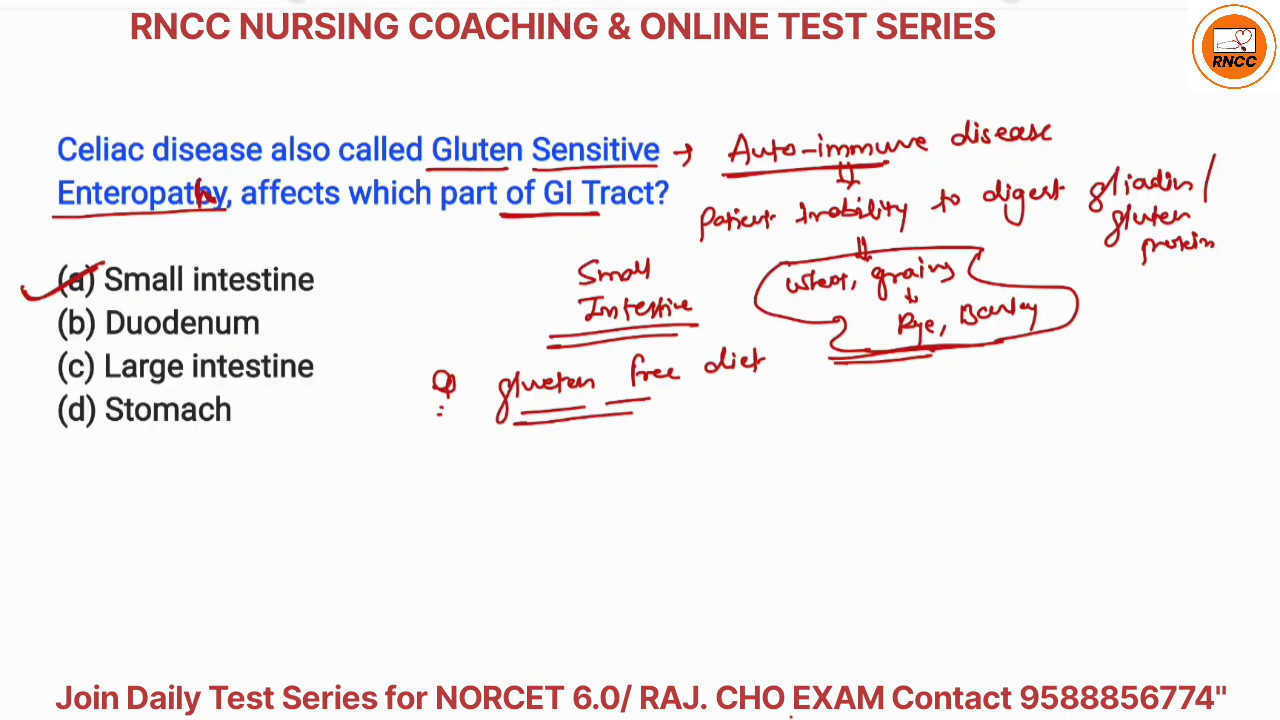 RNCC NURSING COACHING & ONLINE TEST SERIES
RNCC
Celiac disease also called Gluten Sensitive
Enteropathy, affects which part of GI Tract?
→ Auto-immune disease
Patient Inability to digest gliadin/
gluten
protein
wheat, grains
Rye, Barley
Small
Intestine
(a) Small intestine
(b) Duodenum
(c) Large intestine
(d) Stomach
glueten free diet
Join Daily Test Series for NORCET 6.0/ RAJ. CHO EXAM Contact 9588856774"